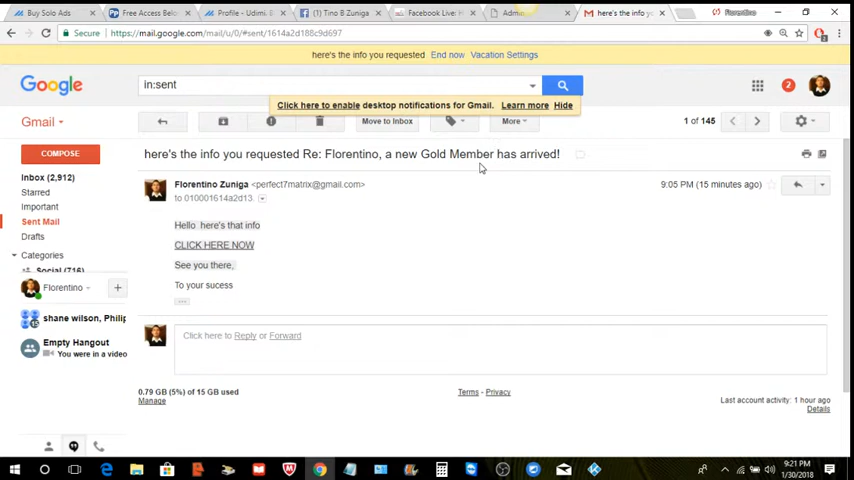 Buy Solo Ads
Free Access Belo
Profile - Udimi. B
(1) Tino B Zuniga
Facebook Live: H
Admin
here's the info yo
Florentino
Secure
https://mail.google.com/mail/u/0/#sent/1614a2d188c9d697
here's the info you requested End now Vacation Settings
Google
in:sent
2
Click here to enable desktop notifications for Gmail. Learn more Hide
Gmail
Move to Inbox
More
1 of 145
COMPOSE
here's the info you requested Re: Florentino, a new Gold Member has arrived!
Inbox (2,912)
Starred
Important
Sent Mail
Drafts
Categories
Social (716)
Florentino Zuniga <perfect7matrix@gmail.com>
9:05 PM (15 minutes ago)
to 010001614a2d13.
Hello here's that info
CLICK HERE NOW
See you there,
To your sucess
Florentino
shane wilson, Philip
Empty Hangout
You were in a video
Click here to Reply or Forward
0.79 GB (5%) of 15 GB used
Manage
Terms - Privacy
Last account activity: 1 hour ago
Details
9:21 PM
1/30/2018